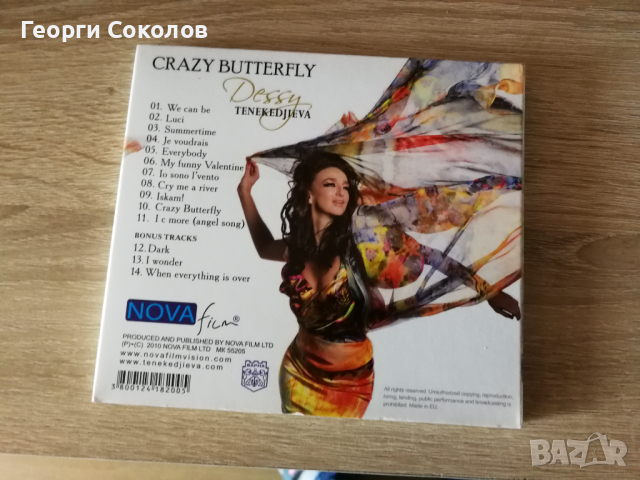 Георги Соколов
CRAZY BUTTERFLY
Dessy
TENEKEDJIEVA
01. We can be
02. Luci
03. Summertime
04. Je voudrais
05. Everybody
06. My funny Valentine
07. Io sono l'vento
08. Cry me a river
09. Iskam!
10. Crazy Butterfly
11. I c more (angel song)
BONUS TRACKS
12. Dark
13. I wonder
14. When everything is over
NOVA film®
PRODUCED AND PUBLISHED BY NOVA FILM LTD
(P)+(C) 2010 NOVA FILM LTD MK 55205
www.novafilmvision.com
www.tenekedjieva.com
3800124182005
All rights reserved. Unauthorized copying, reproduction,
hiring, lending, public performance and broadcasting is
prohibited. Made in EU.
BAZAR